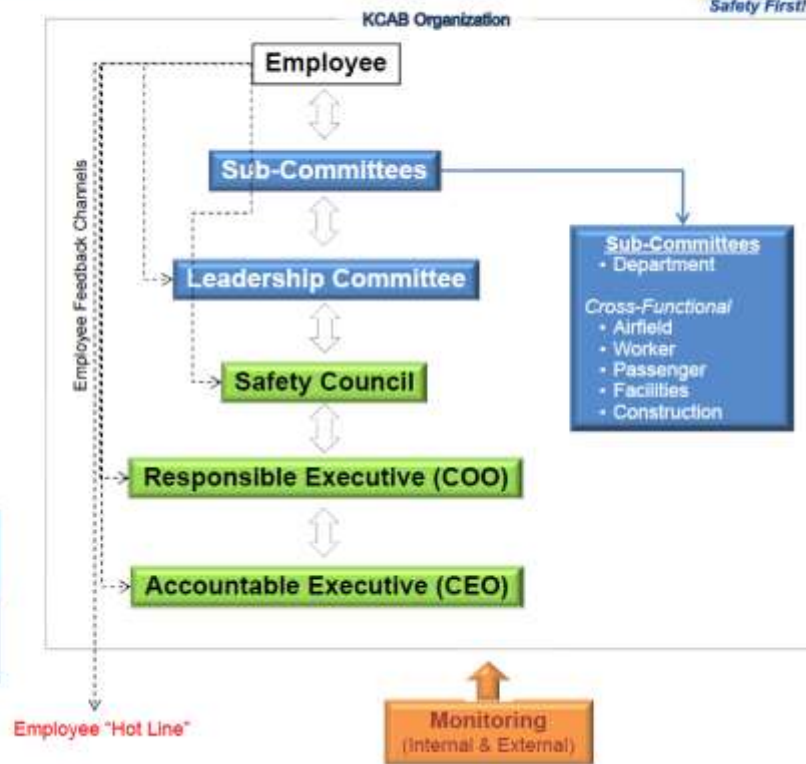 Safety First!
KCAB Organization
Employee
Employee Feedback Channels
Sub-Committees
Leadership Committee
Safety Council
Responsible Executive (COO)
Accountable Executive (CEO)
Sub-Committees
• Department
Cross-Functional
• Airfield
• Worker
• Passenger
• Facilities
• Construction
Employee “Hot Line”
Monitoring
(Internal & External)